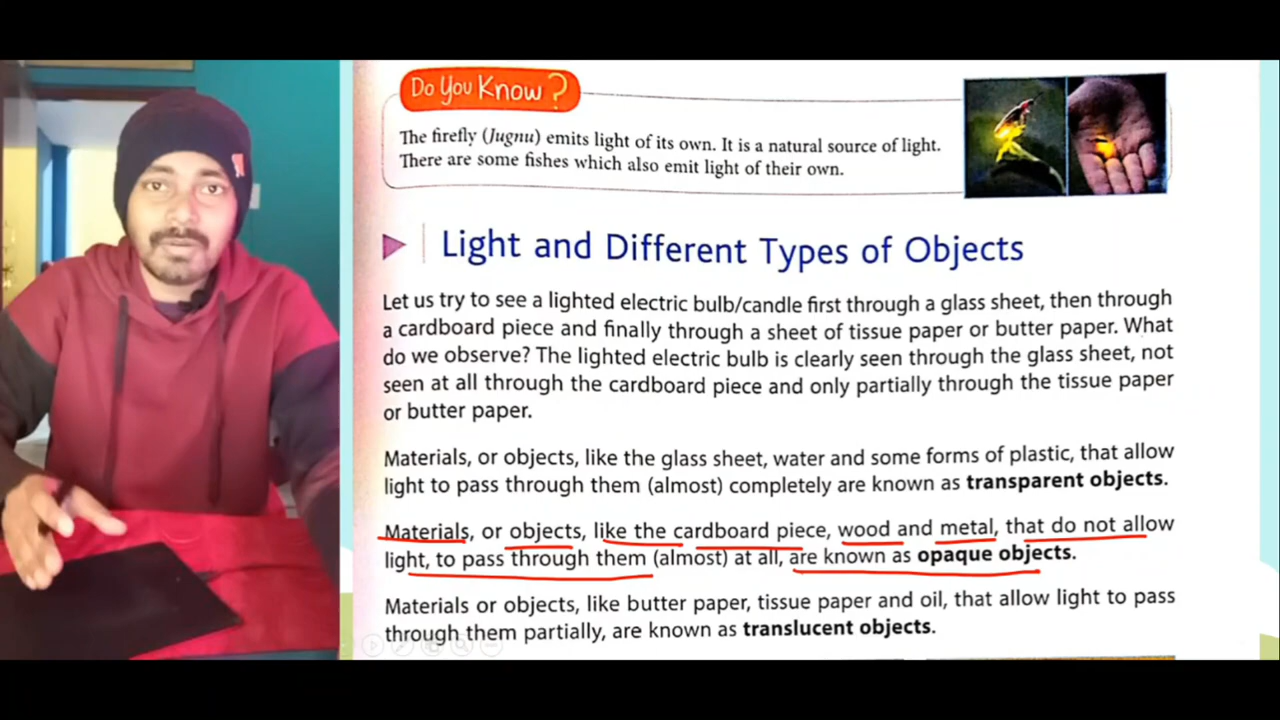 Do You Know?
The firefly (Jugnu) emits light of its own. It is a natural source of light.
There are some fishes which also emit light of their own.
Light and Different Types of Objects
Let us try to see a lighted electric bulb/candle first through a glass sheet, then through
a cardboard piece and finally through a sheet of tissue paper or butter paper. What
do we observe? The lighted electric bulb is clearly seen through the glass sheet, not
seen at all through the cardboard piece and only partially through the tissue paper
or butter paper.
Materials, or objects, like the glass sheet, water and some forms of plastic, that allow
light to pass through them (almost) completely are known as transparent objects.
Materials, or objects, like the cardboard piece, wood and metal, that do not allow
light, to pass through them (almost) at all, are known as opaque objects.
Materials or objects, like butter paper, tissue paper and oil, that allow light to pass
through them partially, are known as translucent objects.